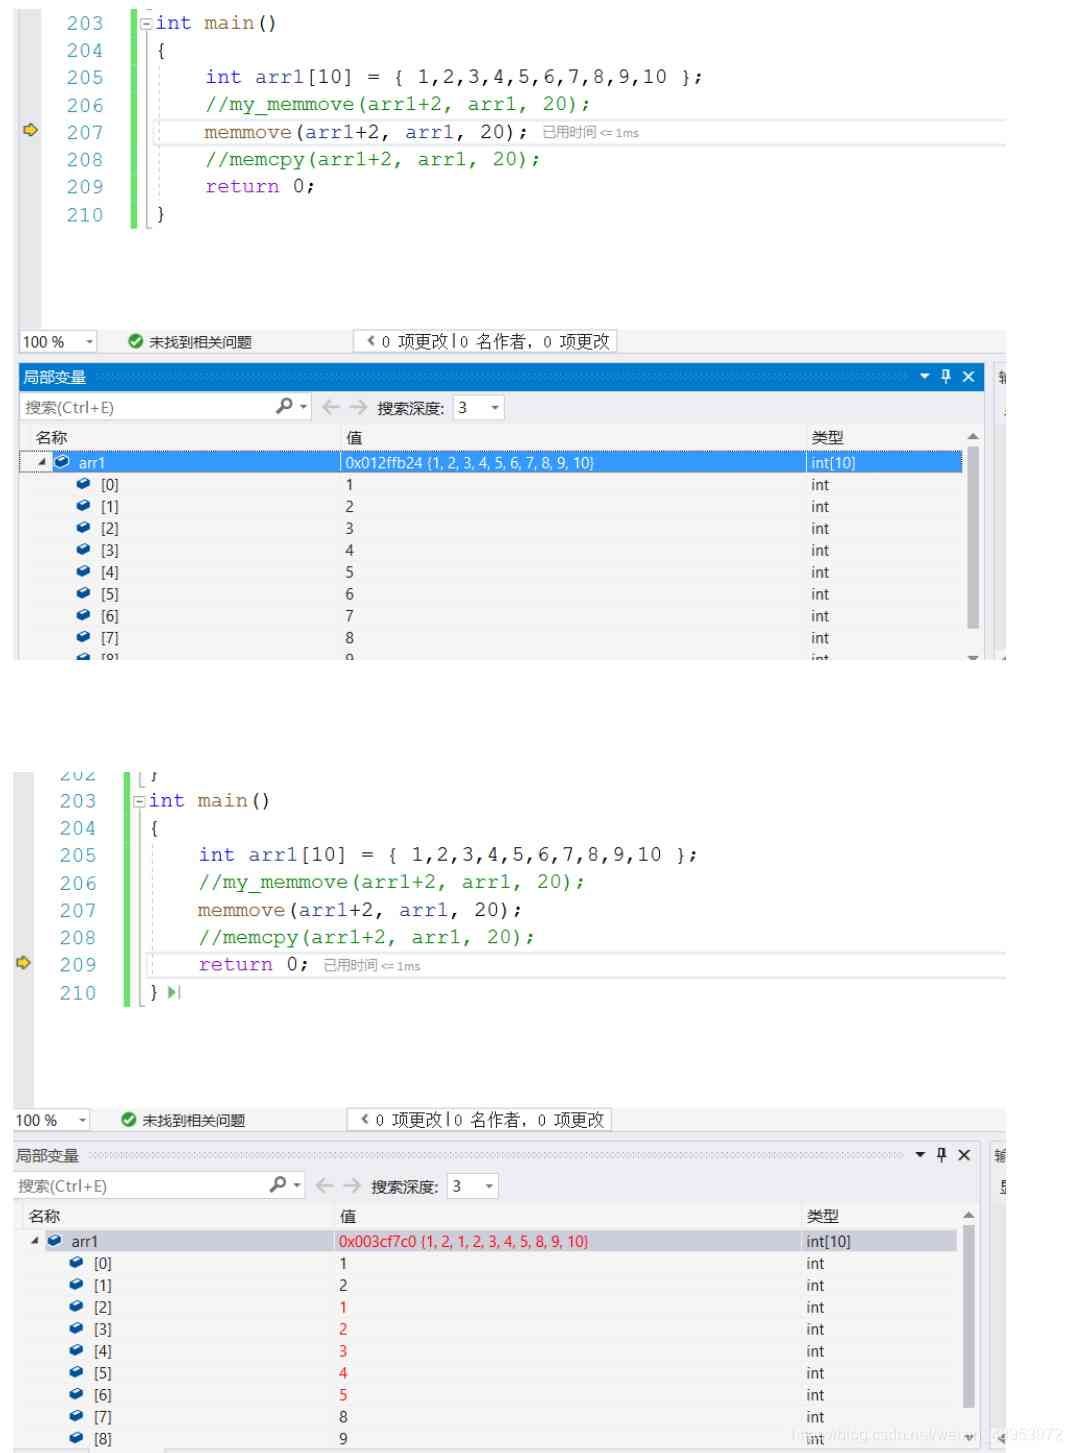 203 int main()
204 {
205 int arr1[10] = { 1,2,3,4,5,6,7,8,9,10 };
206 //my_memmove(arr1+2, arr1, 20);
207 memmove(arr1+2, arr1, 20); 已用时间 <= 1ms
208 //memcpy(arr1+2, arr1, 20);
209 return 0;
210 }
100 % 未找到相关问题 0 项更改 | 0 名作者, 0 项更改
局部变量
搜索(Ctrl+E) 搜索深度: 3
名称 值 类型
arr1 0x012ffb24 {1, 2, 3, 4, 5, 6, 7, 8, 9, 10} int[10]
[0] 1 int
[1] 2 int
[2] 3 int
[3] 4 int
[4] 5 int
[5] 6 int
[6] 7 int
[7] 8 int
[8] 9 int
202 }
203 int main()
204 {
205 int arr1[10] = { 1,2,3,4,5,6,7,8,9,10 };
206 //my_memmove(arr1+2, arr1, 20);
207 memmove(arr1+2, arr1, 20);
208 //memcpy(arr1+2, arr1, 20);
209 return 0; 已用时间 <= 1ms
210 }
100 % 未找到相关问题 0 项更改 | 0 名作者, 0 项更改
局部变量
搜索(Ctrl+E) 搜索深度: 3
名称 值 类型
arr1 0x003cf7c0 {1, 2, 1, 2, 3, 4, 5, 8, 9, 10} int[10]
[0] 1 int
[1] 2 int
[2] 1 int
[3] 2 int
[4] 3 int
[5] 4 int
[6] 5 int
[7] 8 int
[8] 9 int